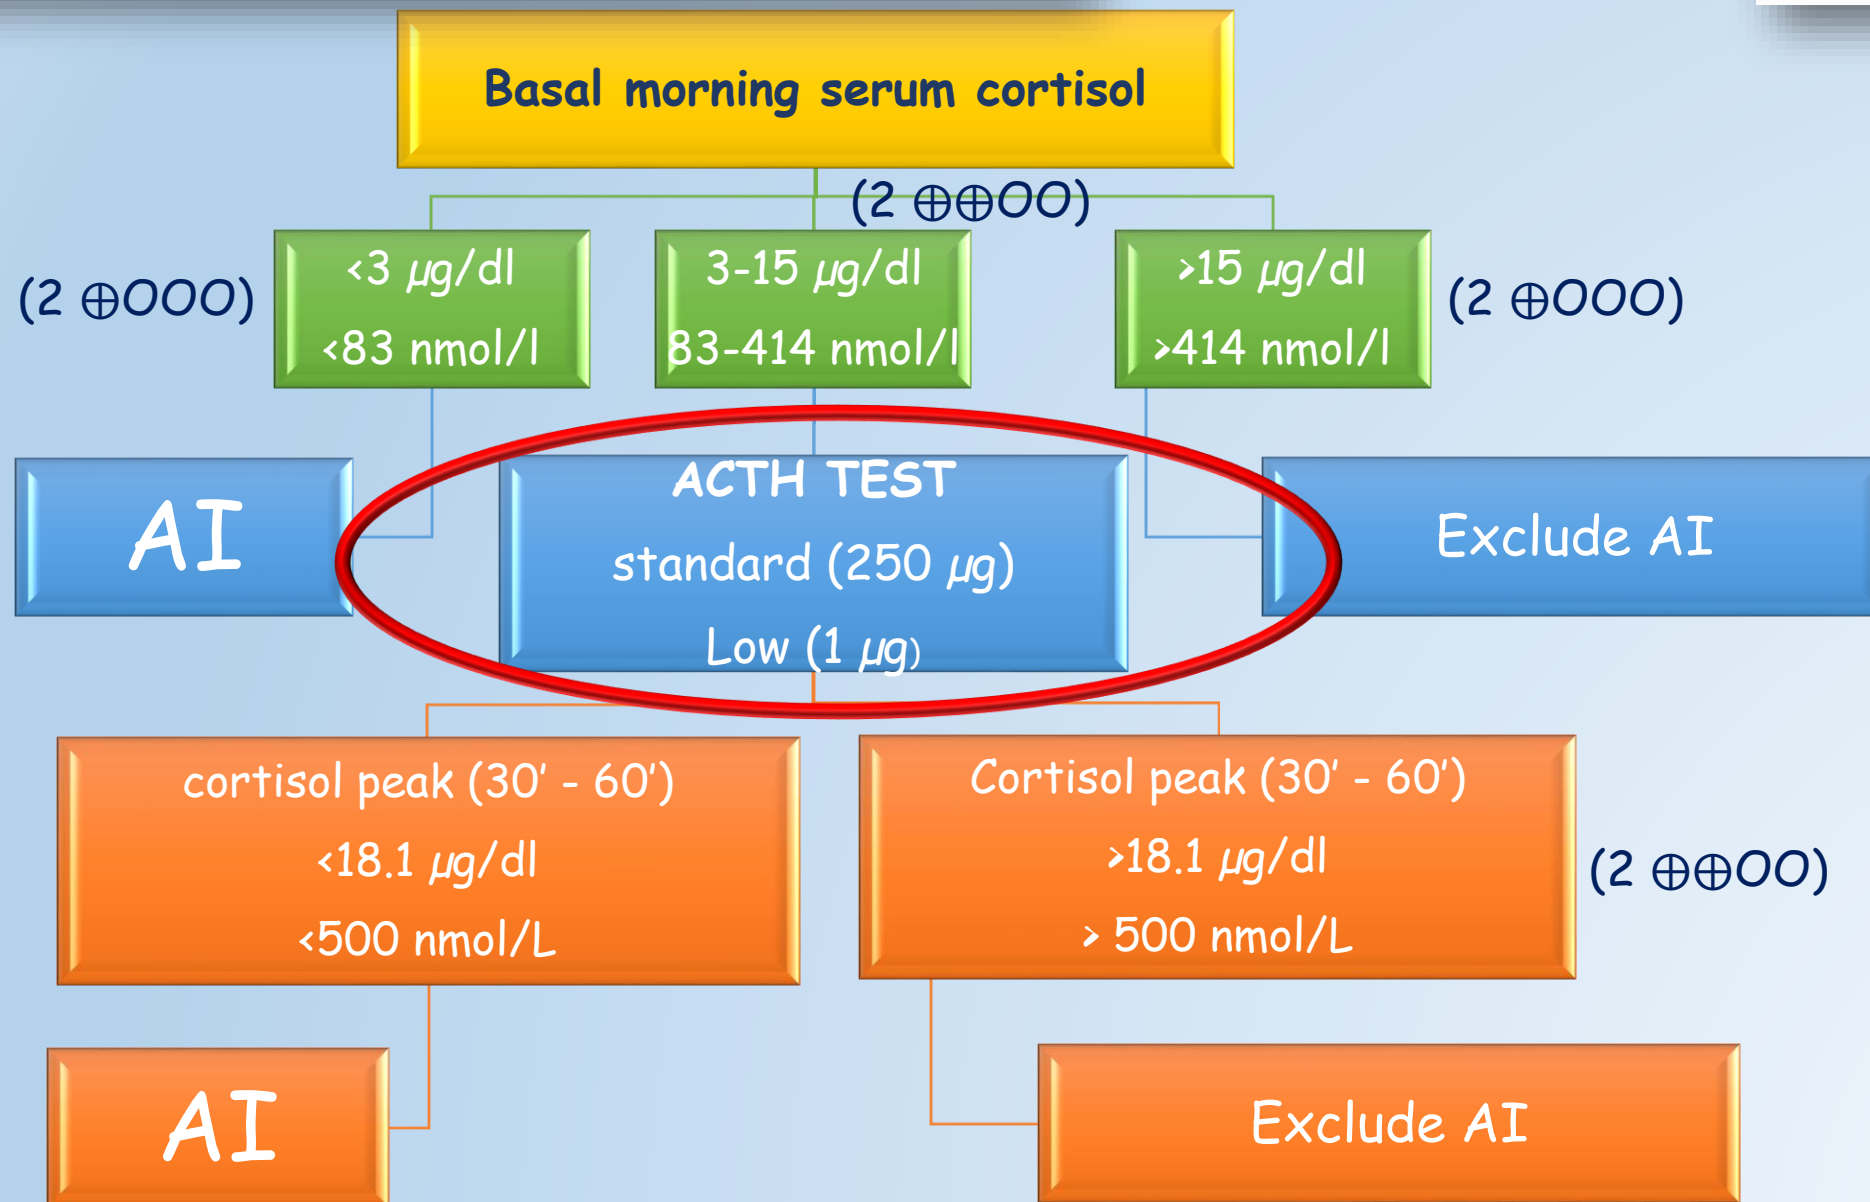 Basal morning serum cortisol
(2 ⊕⊕OO)
(2 ⊕OOO)
<3 µg/dl
<83 nmol/l
3-15 µg/dl
83-414 nmol/l
>15 µg/dl
>414 nmol/l
(2 ⊕OOO)
AI
ACTH TEST
standard (250 µg)
Low (1 µg)
Exclude AI
cortisol peak (30' - 60')
<18.1 µg/dl
<500 nmol/L
Cortisol peak (30' - 60')
>18.1 µg/dl
> 500 nmol/L
(2 ⊕⊕OO)
AI
Exclude AI